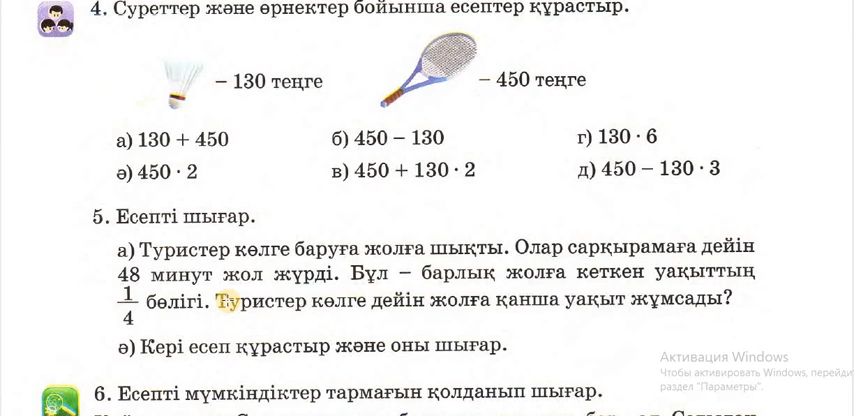 4. Суреттер және өрнектер бойынша есептер құрастыр.
– 130 теңге
– 450 теңге
а) 130 + 450
б) 450 – 130
г) 130 · 6
ә) 450 · 2
в) 450 + 130 · 2
д) 450 – 130 · 3
5. Есепті шығар.
а) Туристер көлге баруға жолға шықты. Олар сарқырамаға дейін
48 минут жол жүрді. Бұл – барлық жолға кеткен уақыттың
1/4 бөлігі. Туристер көлге дейін жолға қанша уақыт жұмсады?
ә) Кері есеп құрастыр және оны шығар.
Активация Windows
Чтобы активировать Windows, перейди
раздел "Параметры".
6. Есепті мүмкіндіктер тармағын қолданып шығар.